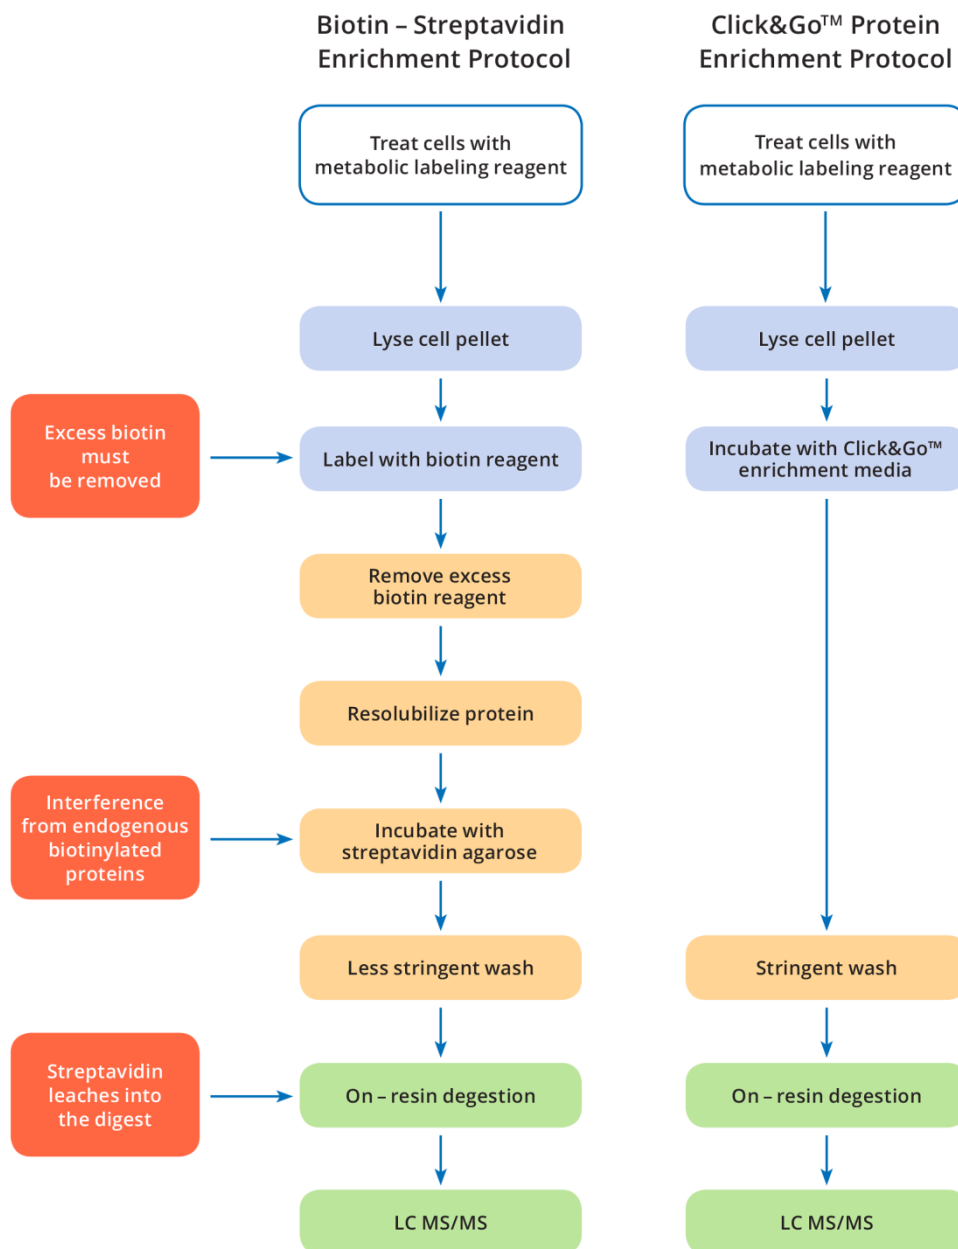 Biotin – Streptavidin
Enrichment Protocol
Click&Go™ Protein
Enrichment Protocol
Treat cells with
metabolic labeling reagent
Treat cells with
metabolic labeling reagent
Lyse cell pellet
Lyse cell pellet
Excess biotin
must
be removed
Label with biotin reagent
Incubate with Click&Go™
enrichment media
Remove excess
biotin reagent
Resolubilize protein
Interference
from endogenous
biotinylated
proteins
Incubate with
streptavidin agarose
Less stringent wash
Stringent wash
Streptavidin
leaches into
the digest
On – resin degestion
On – resin degestion
LC MS/MS
LC MS/MS